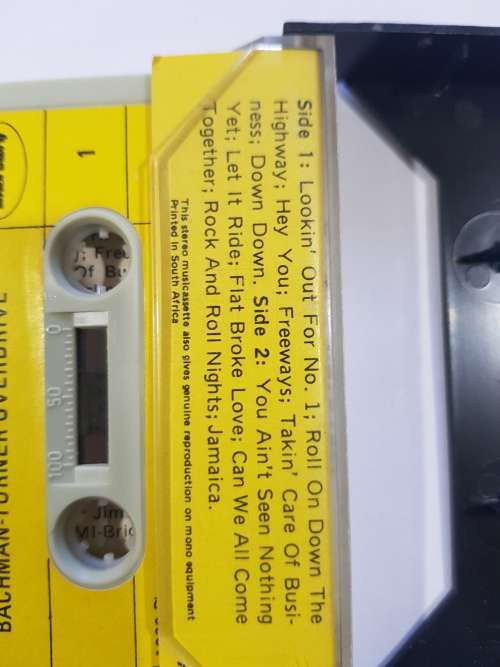 Side 1: Lookin' Out For No. 1; Roll On Down The
Highway; Hey You; Freeways; Takin' Care Of Busi-
ness; Down Down. Side 2: You Ain't Seen Nothing
Yet; Let It Ride; Flat Broke Love; Can We All Come
Together; Rock And Roll Nights; Jamaica.
This stereo musicassette also gives genuine reproduction on mono equipment
Printed in South Africa
1
0 50 100
BACHMAN-TURNER OVERDRIVE